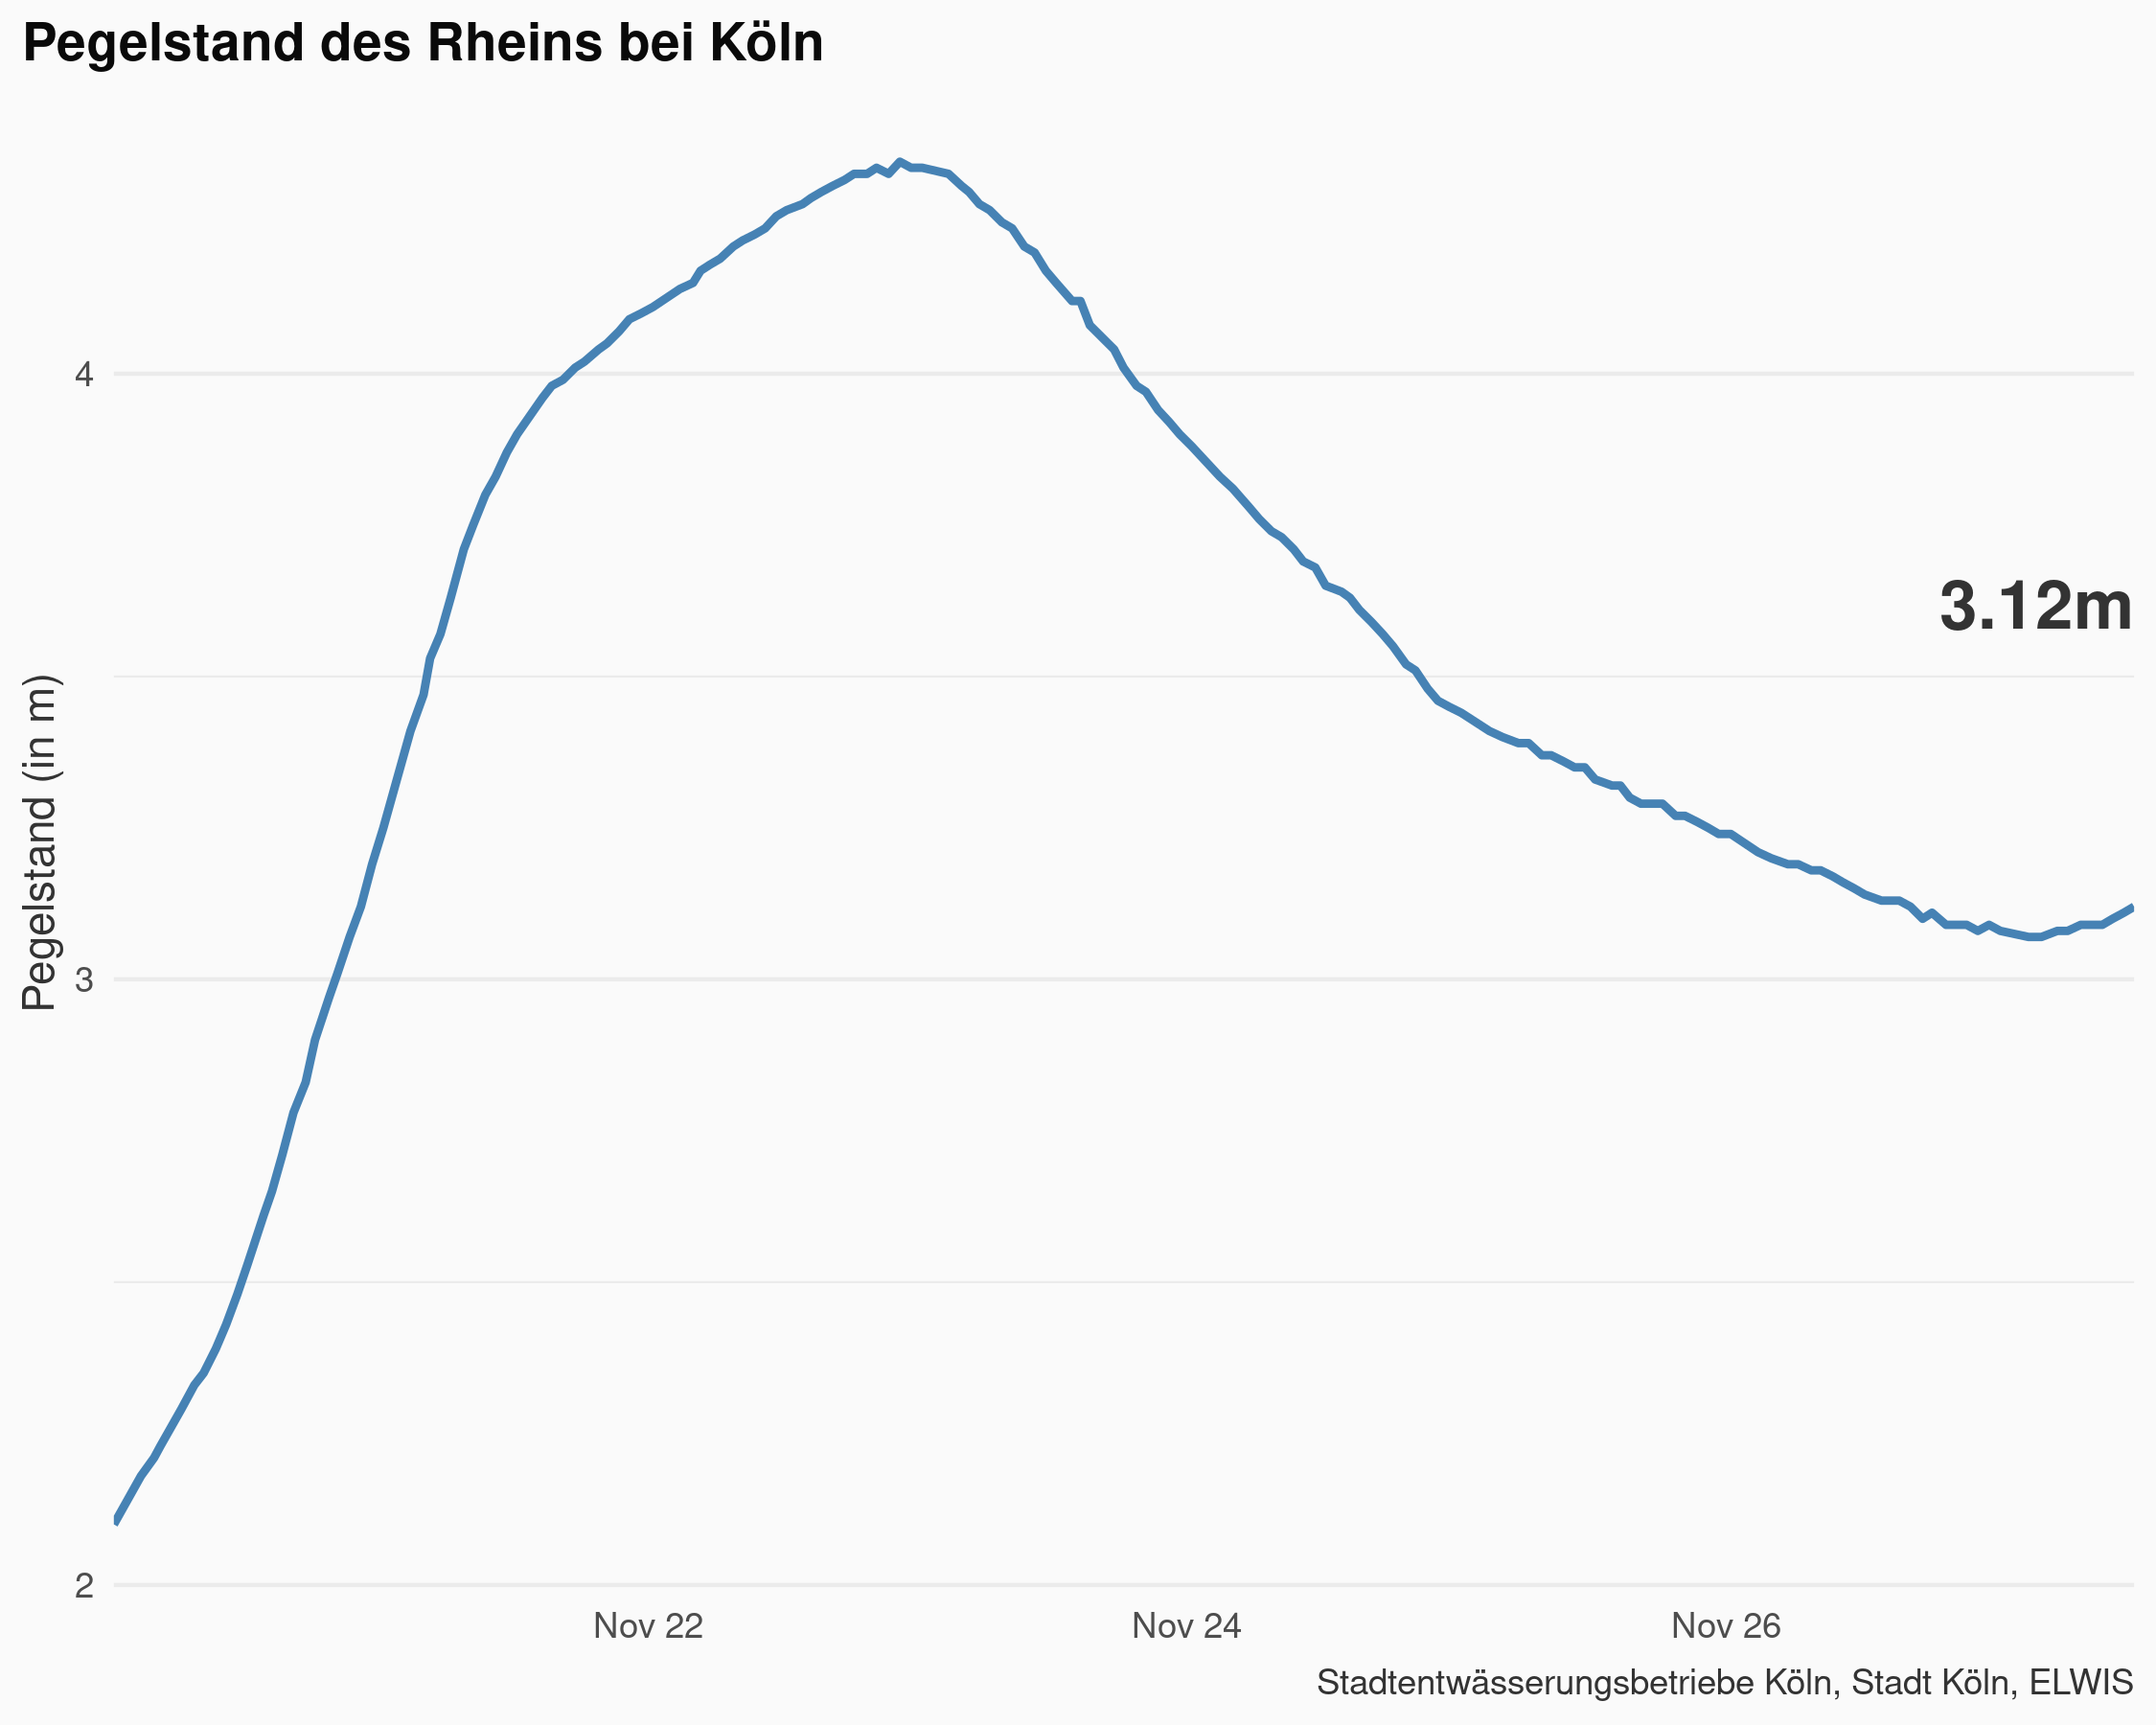 Pegelstand des Rheins bei Köln
Pegelstand (in m)
4
3
2
3.12m
Nov 22
Nov 24
Nov 26
Stadtentwässerungsbetriebe Köln, Stadt Köln, ELWIS